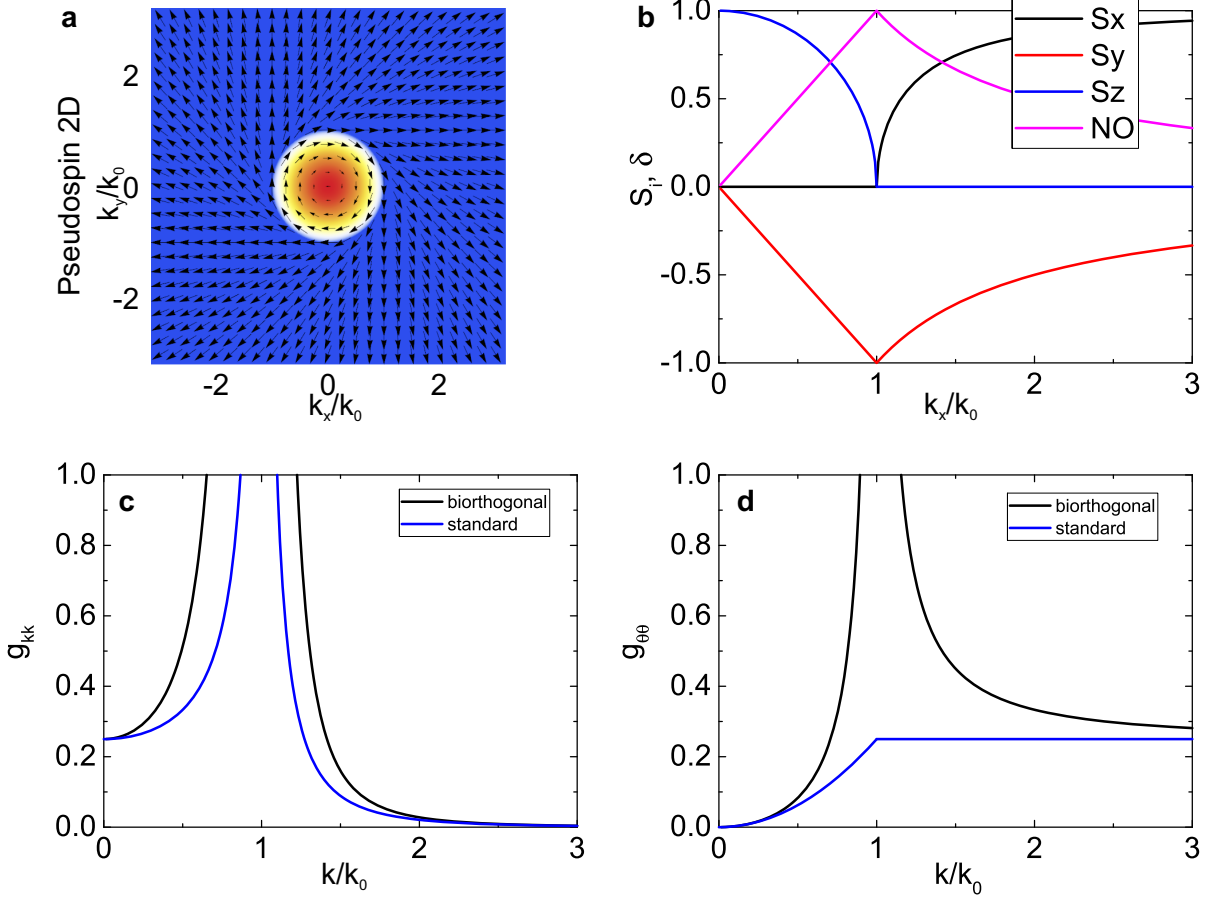 a
Pseudospin 2D
k_y/k_0
2
0
-2
-2
0
2
k_x/k_0
b
S_i, δ
1.0
0.5
0.0
-0.5
-1.0
0
1
2
3
k_x/k_0
Sx
Sy
Sz
NO
c
g_kk
1.0
0.8
0.6
0.4
0.2
0.0
0
1
2
3
k/k_0
biorthogonal
standard
d
g_θθ
1.0
0.8
0.6
0.4
0.2
0.0
0
1
2
3
k/k_0
biorthogonal
standard